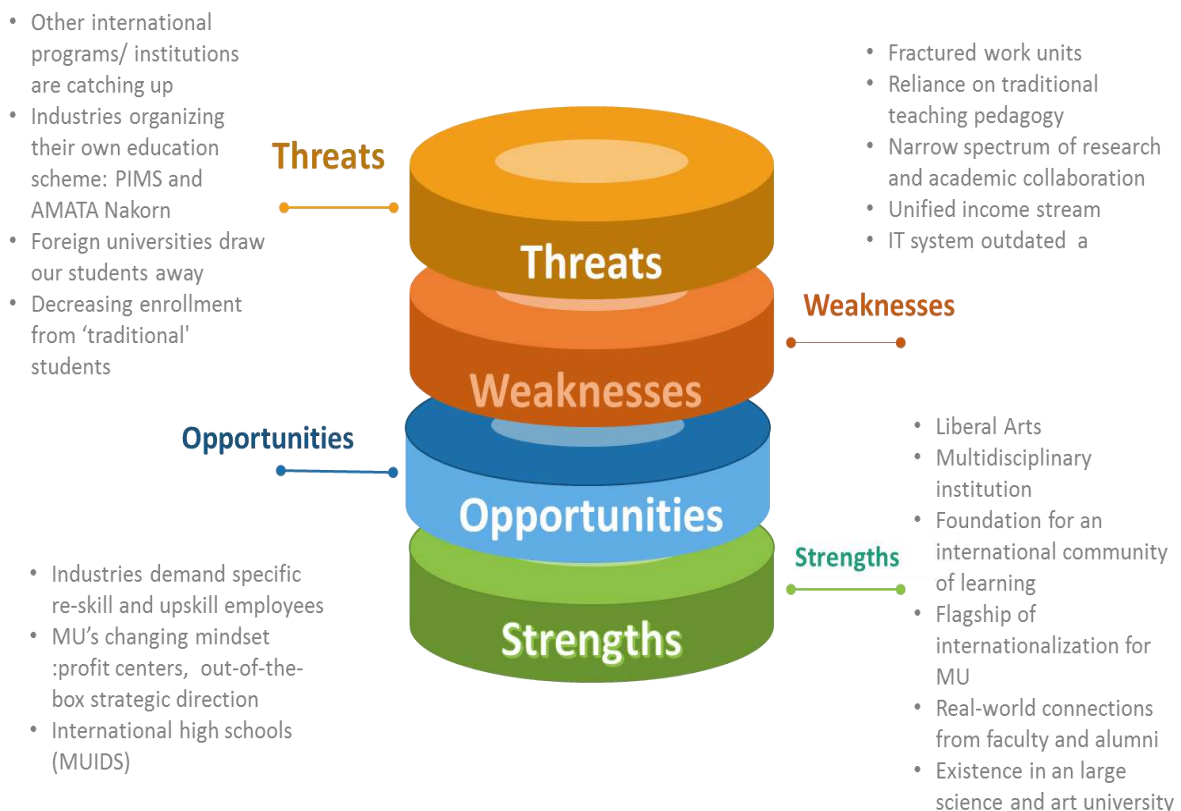 • Other international
programs/ institutions
are catching up
• Industries organizing
their own education
scheme: PIMS and
AMATA Nakorn
• Foreign universities draw
our students away
• Decreasing enrollment
from ‘traditional'
students
Threats
Threats
• Fractured work units
• Reliance on traditional
teaching pedagogy
• Narrow spectrum of research
and academic collaboration
• Unified income stream
• IT system outdated a
Weaknesses
Weaknesses
Opportunities
Opportunities
• Industries demand specific
re-skill and upskill employees
• MU’s changing mindset
:profit centers, out-of-the-
box strategic direction
• International high schools
(MUIDS)
Strengths
Strengths
• Liberal Arts
• Multidisciplinary
institution
• Foundation for an
international community
of learning
• Flagship of
internationalization for
MU
• Real-world connections
from faculty and alumni
• Existence in an large
science and art university